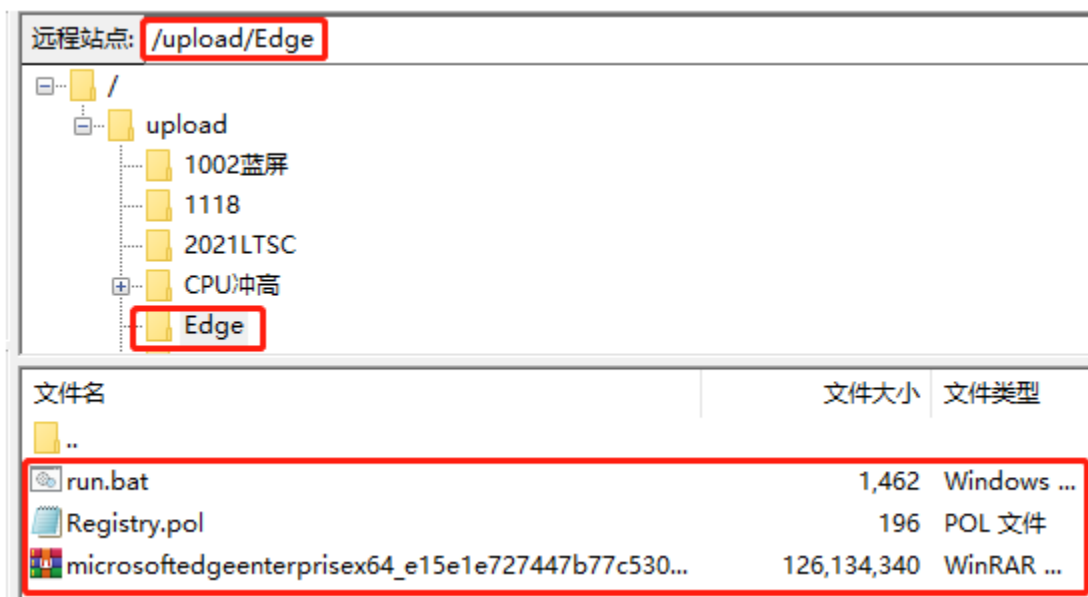 远程站点: /upload/Edge
/
upload
1002蓝屏
1118
2021LTSC
CPU冲高
Edge
文件名 文件大小 文件类型
..
run.bat 1,462 Windows ...
Registry.pol 196 POL 文件
microsoftedgeenterprisex64_e15e1e727447b77c530... 126,134,340 WinRAR ...